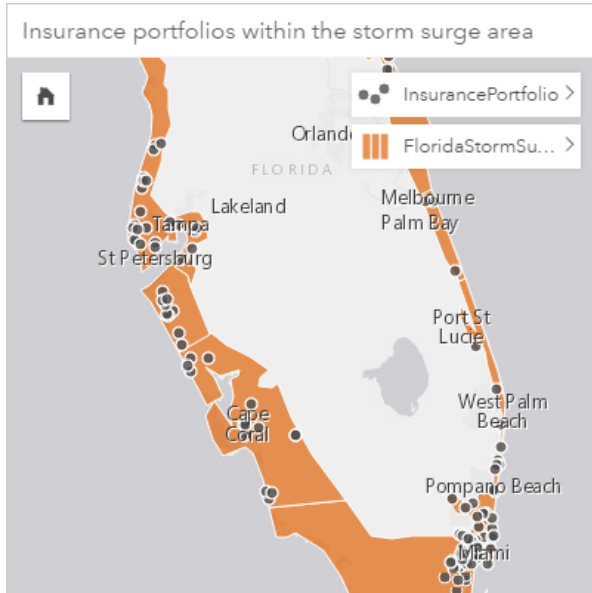 Insurance portfolios within the storm surge area
InsurancePortfolio
Orlando
FloridaStormSu...
FLORIDA
Lakeland
Melbourne
Tampa
Palm Bay
St Petersburg
Port St
Lucie
West Palm
Beach
Cape
Coral
Pompano Beach
Miami